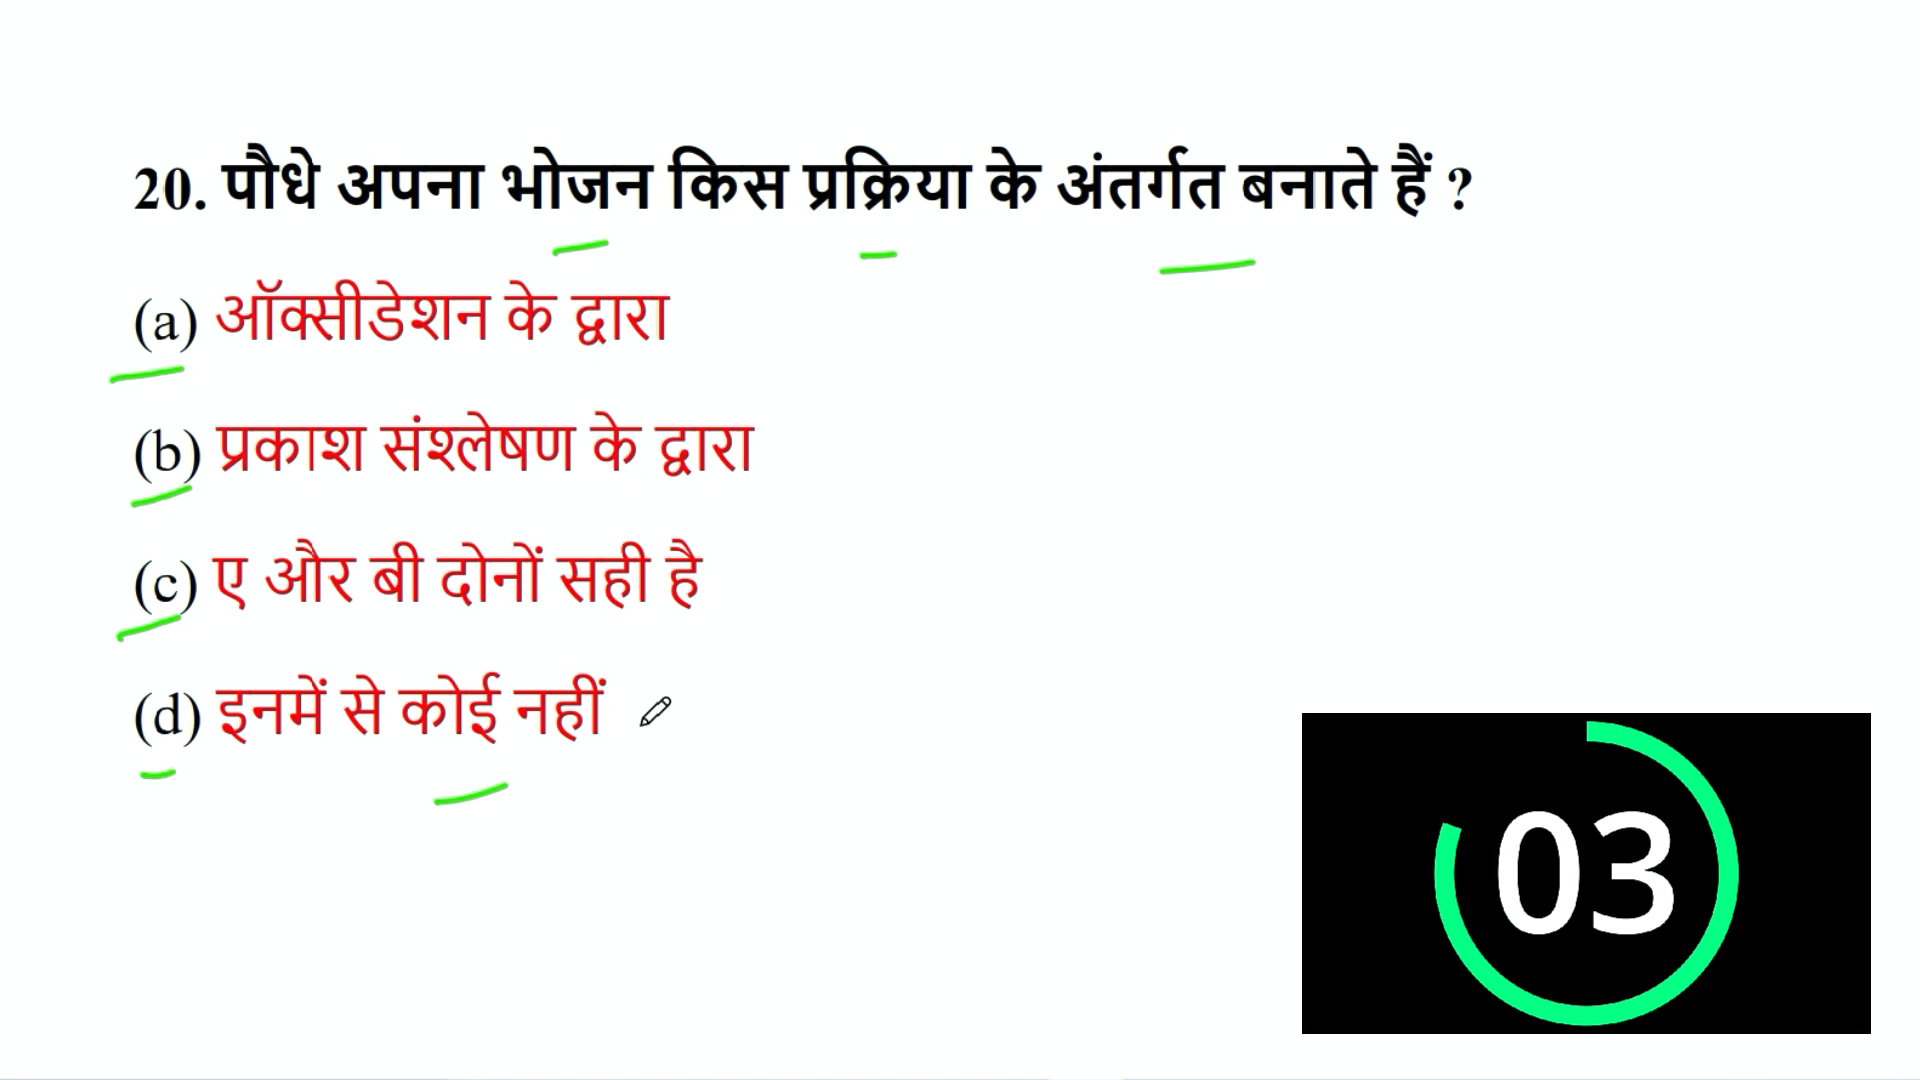 20. पौधे अपना भोजन किस प्रक्रिया के अंतर्गत बनाते हैं ?
(a) ऑक्सीडेशन के द्वारा
(b) प्रकाश संश्लेषण के द्वारा
(c) ए और बी दोनों सही है
(d) इनमें से कोई नहीं
03